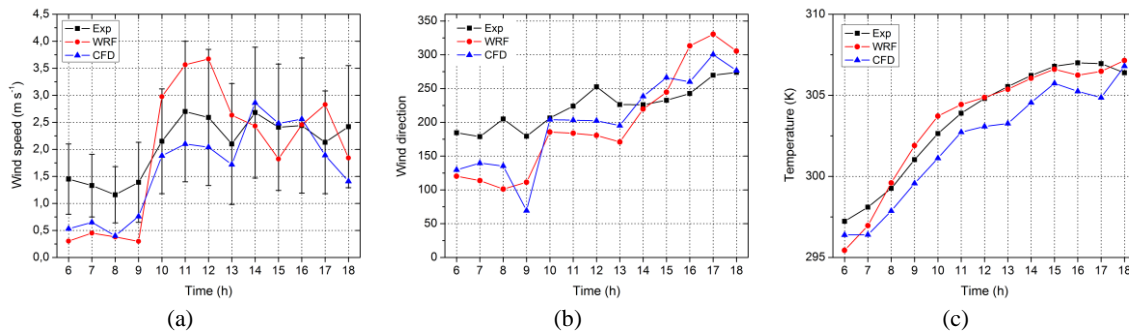 Exp
WRF
CFD
Wind speed (m s⁻¹)
4,5
4,0
3,5
3,0
2,5
2,0
1,5
1,0
0,5
0,0
6 7 8 9 10 11 12 13 14 15 16 17 18
Time (h)
(a)
Exp
WRF
CFD
Wind direction
350
300
250
200
150
100
50
0
6 7 8 9 10 11 12 13 14 15 16 17 18
Time (h)
(b)
Exp
WRF
CFD
Temperature (K)
310
305
300
295
6 7 8 9 10 11 12 13 14 15 16 17 18
Time (h)
(c)